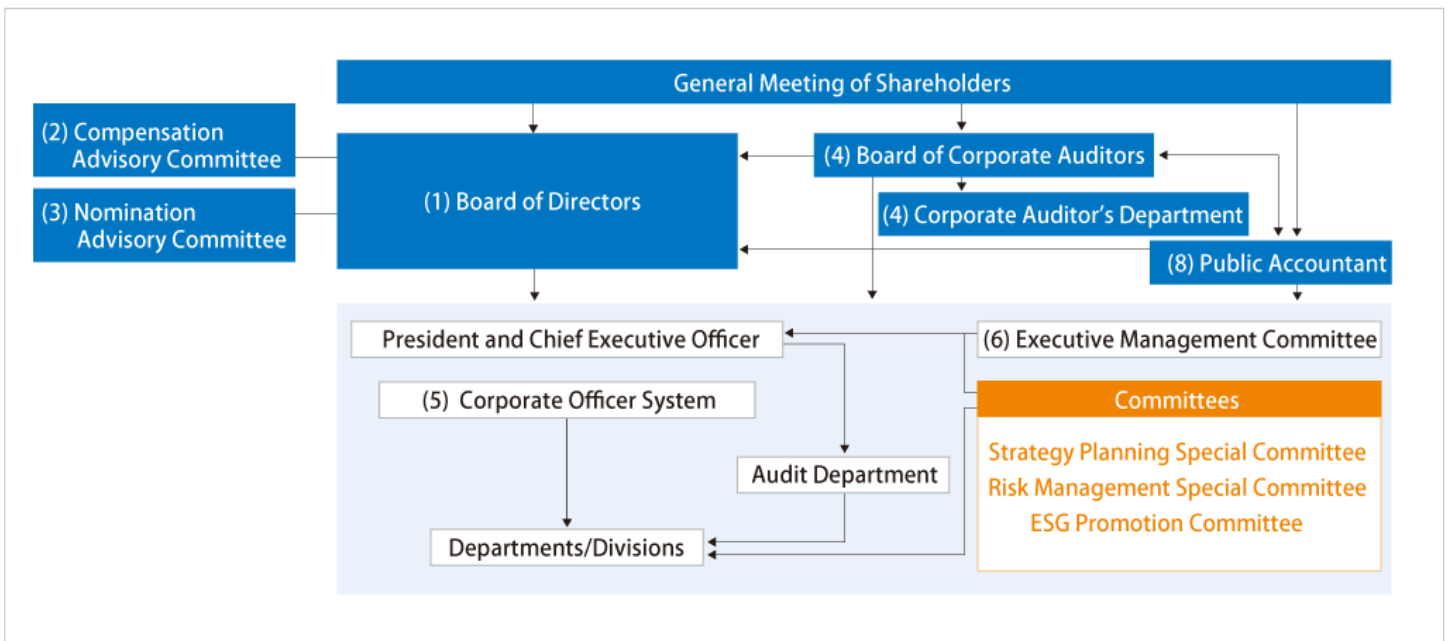 General Meeting of Shareholders
(2) Compensation
Advisory Committee
(3) Nomination
Advisory Committee
(1) Board of Directors
(4) Board of Corporate Auditors
(4) Corporate Auditor's Department
(8) Public Accountant
President and Chief Executive Officer
(6) Executive Management Committee
(5) Corporate Officer System
Committees
Strategy Planning Special Committee
Risk Management Special Committee
ESG Promotion Committee
Audit Department
Departments/Divisions